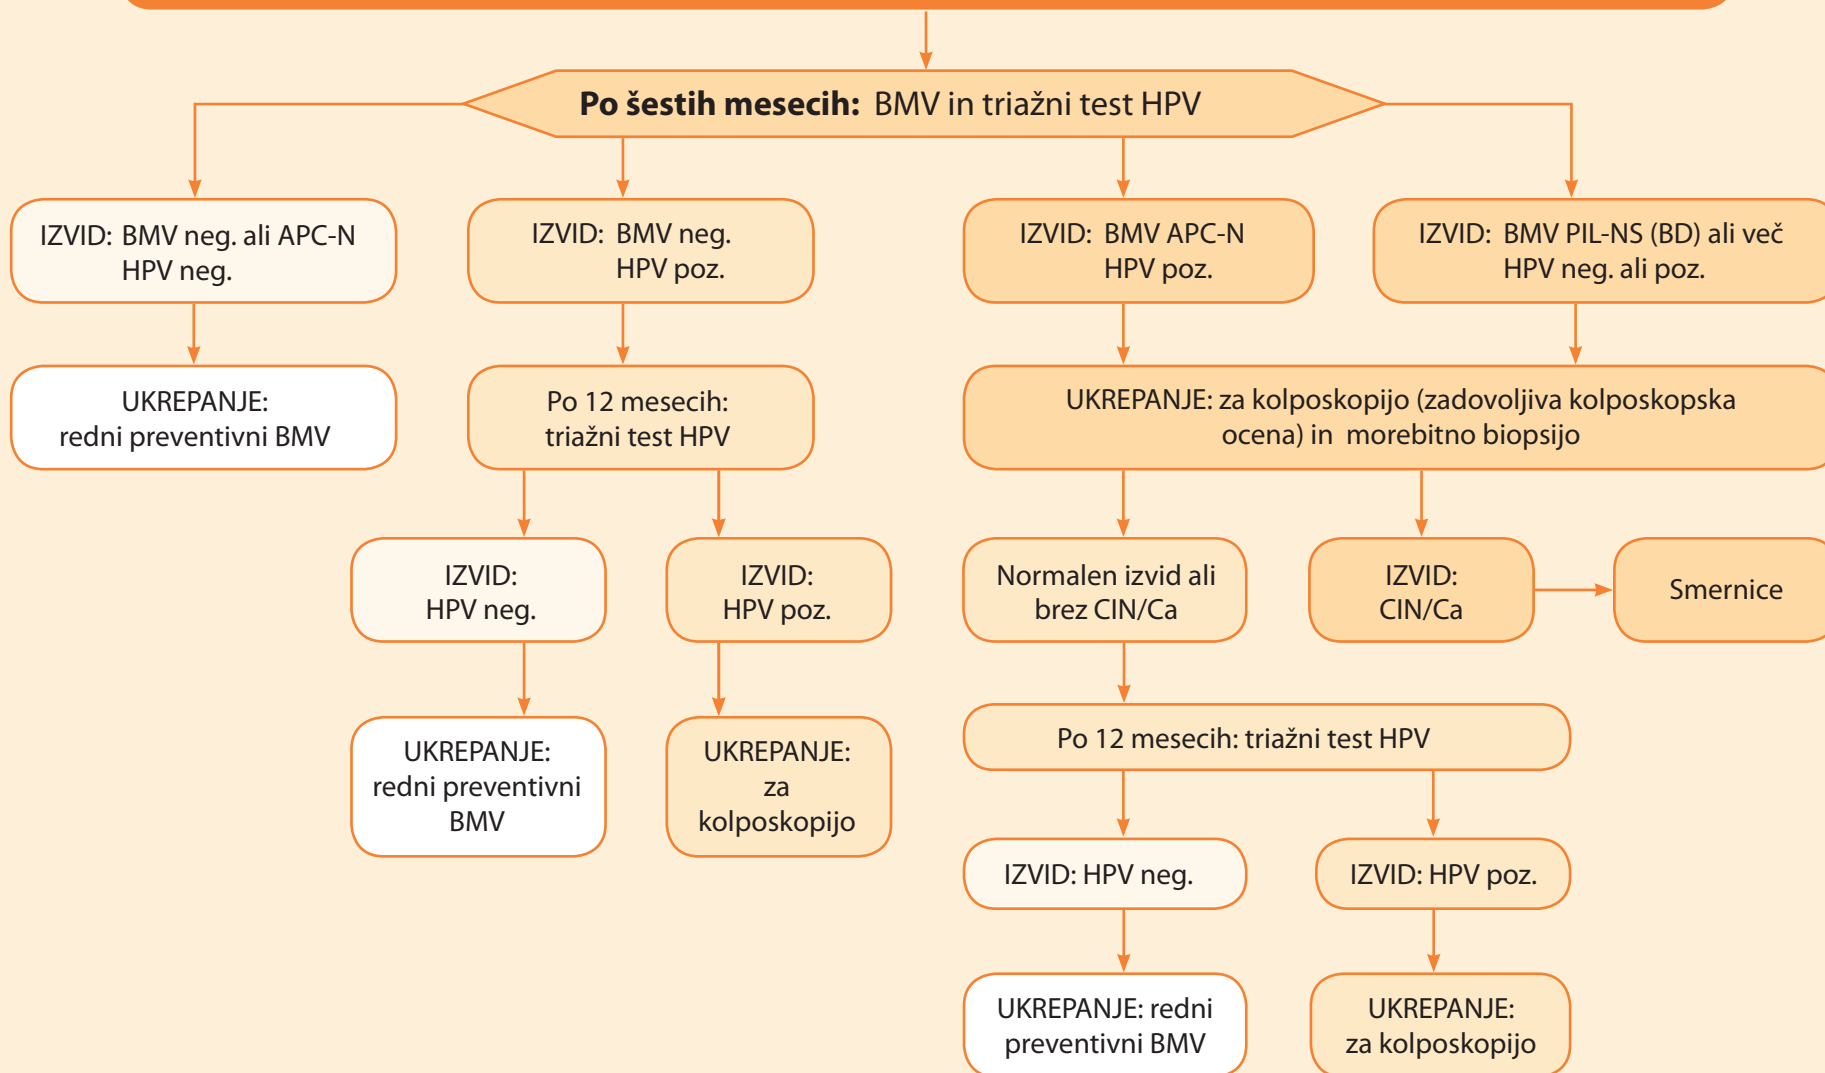 Po šestih mesecih: BMV in triažni test HPV
IZVID: BMV neg. ali APC-N
HPV neg.
IZVID: BMV neg.
HPV poz.
IZVID: BMV APC-N
HPV poz.
IZVID: BMV PIL-NS (BD) ali več
HPV neg. ali poz.
UKREPANJE:
redni preventivni BMV
Po 12 mesecih:
triažni test HPV
UKREPANJE: za kolposkopijo (zadovoljiva kolposkopska
ocena) in morebitno biopsijo
IZVID:
HPV neg.
IZVID:
HPV poz.
Normalen izvid ali
brez CIN/Ca
IZVID:
CIN/Ca
Smernice
UKREPANJE:
redni preventivni
BMV
UKREPANJE:
za
kolposkopijo
Po 12 mesecih: triažni test HPV
IZVID: HPV neg.
IZVID: HPV poz.
UKREPANJE: redni
preventivni BMV
UKREPANJE:
za kolposkopijo